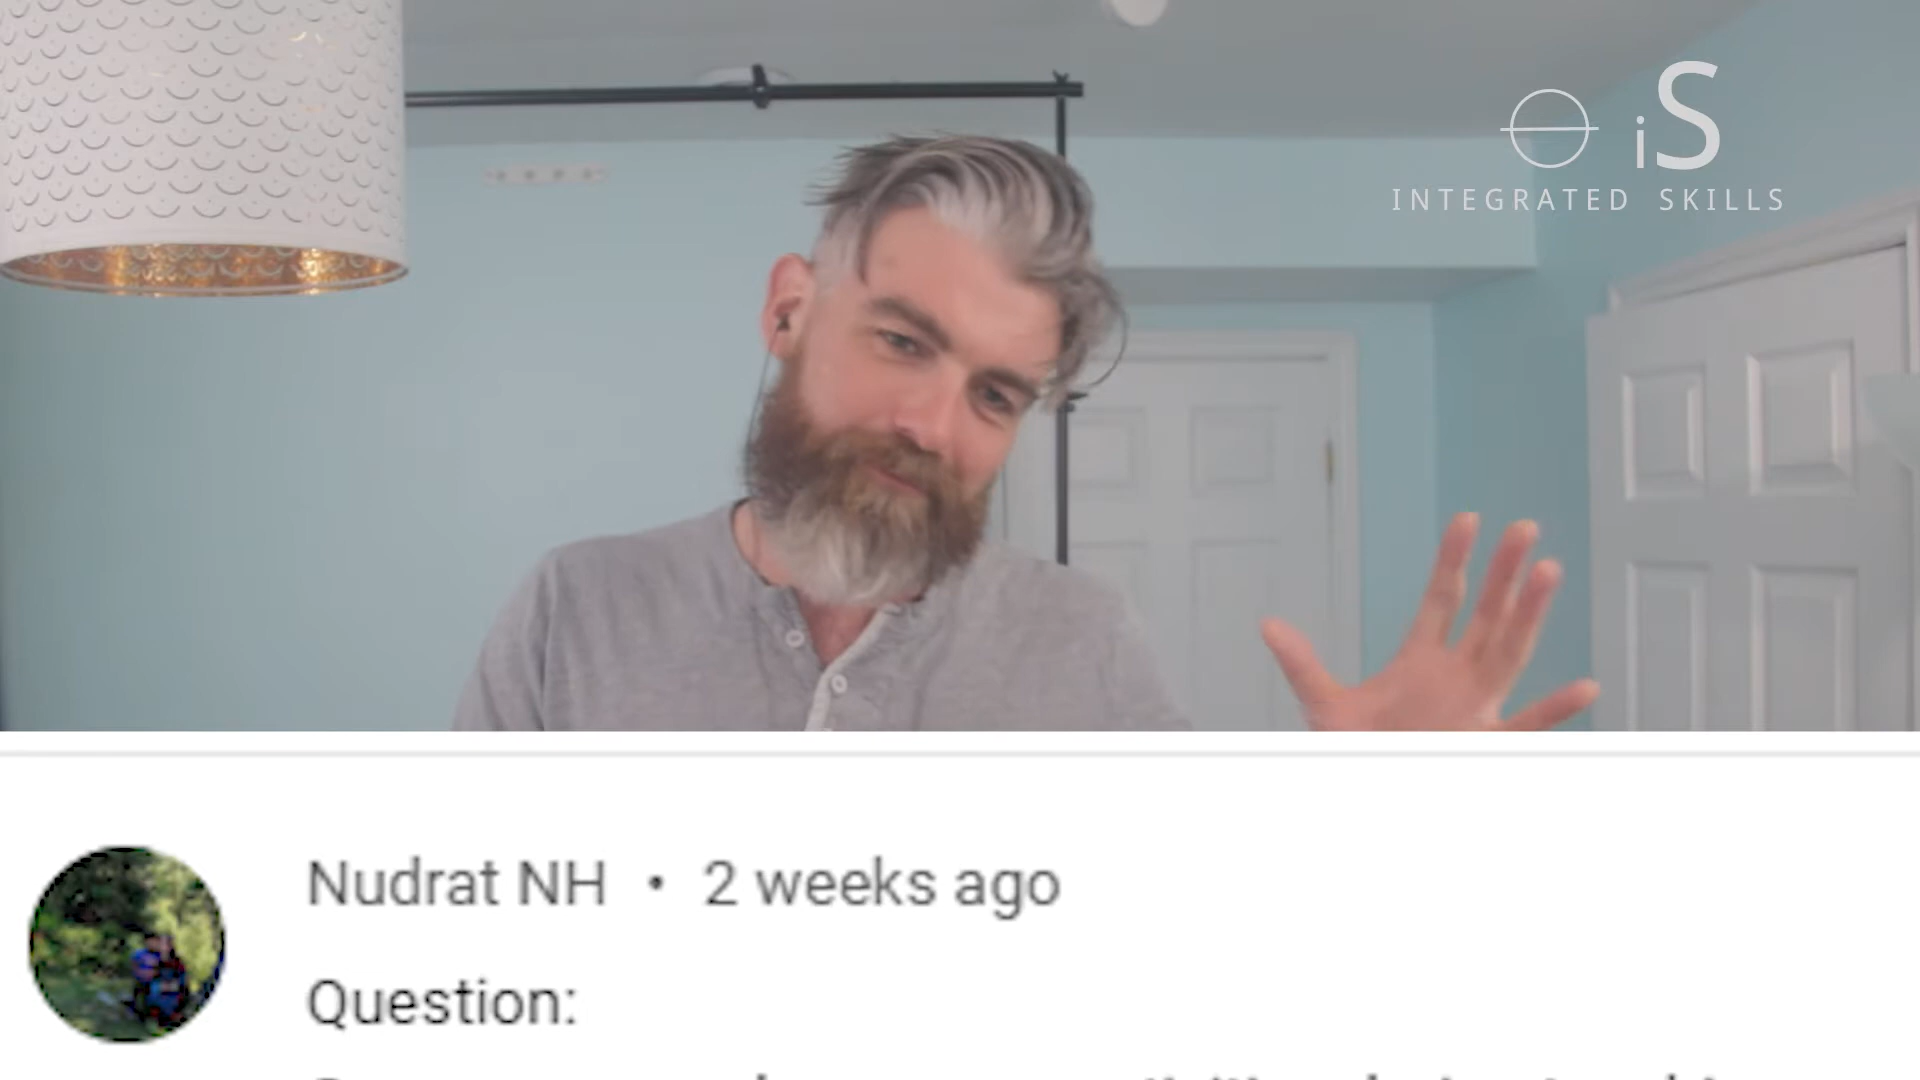 iS
INTEGRATED SKILLS
Nudrat NH • 2 weeks ago
Question: